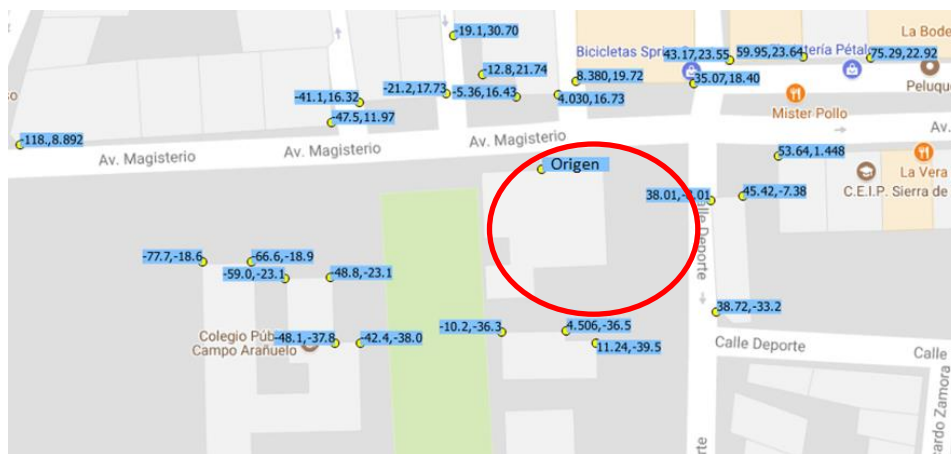 -19.1,30.70
La Bode
Bicicletas Spri
43.17,23.55
59.95,23.64
tería Pétal
75.29,22.92
-12.8,21.74
8.380,19.72
35.07,18.40
Peluque
-21.2,17.73
-5.36,16.43
4.030,16.73
-41.1,16.32
-47.5,11.97
Mister Pollo
-118.,8.892
Av. Magisterio
Av. Magisterio
Av. Magisterio
Av.
53.64,1.448
Origen
La Vera
C.E.I.P. Sierra de
38.01,-
.01
45.42,-7.38
Calle Deporte
-77.7,-18.6
-66.6,-18.9
-59.0,-23.1
-48.8,-23.1
38.72,-33.2
-10.2,-36.3
4.506,-36.5
Colegio Púb
-48.1,-37.8
-42.4,-38.0
11.24,-39.5
Campo Arañuelo
Calle Deporte
Calle
ardo Zamora
rte